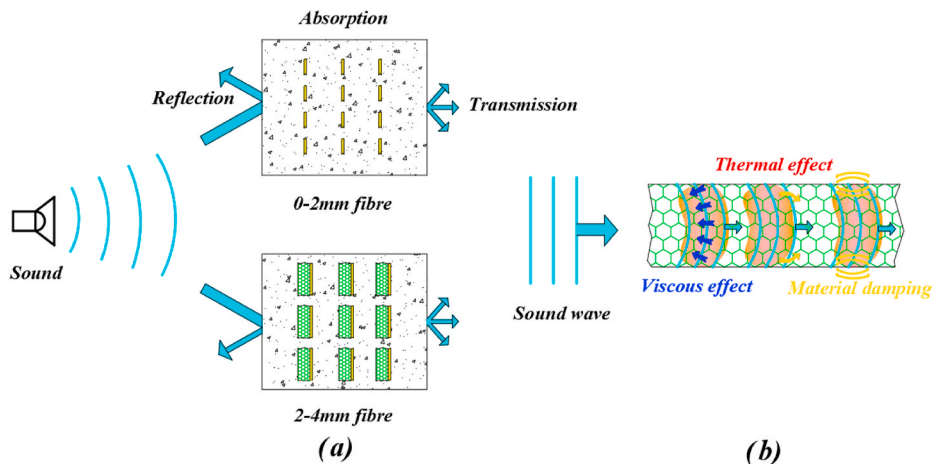 Absorption
Reflection
Transmission
0-2mm fibre
Sound
2-4mm fibre
(a)
Thermal effect
Viscous effect
Material damping
Sound wave
(b)